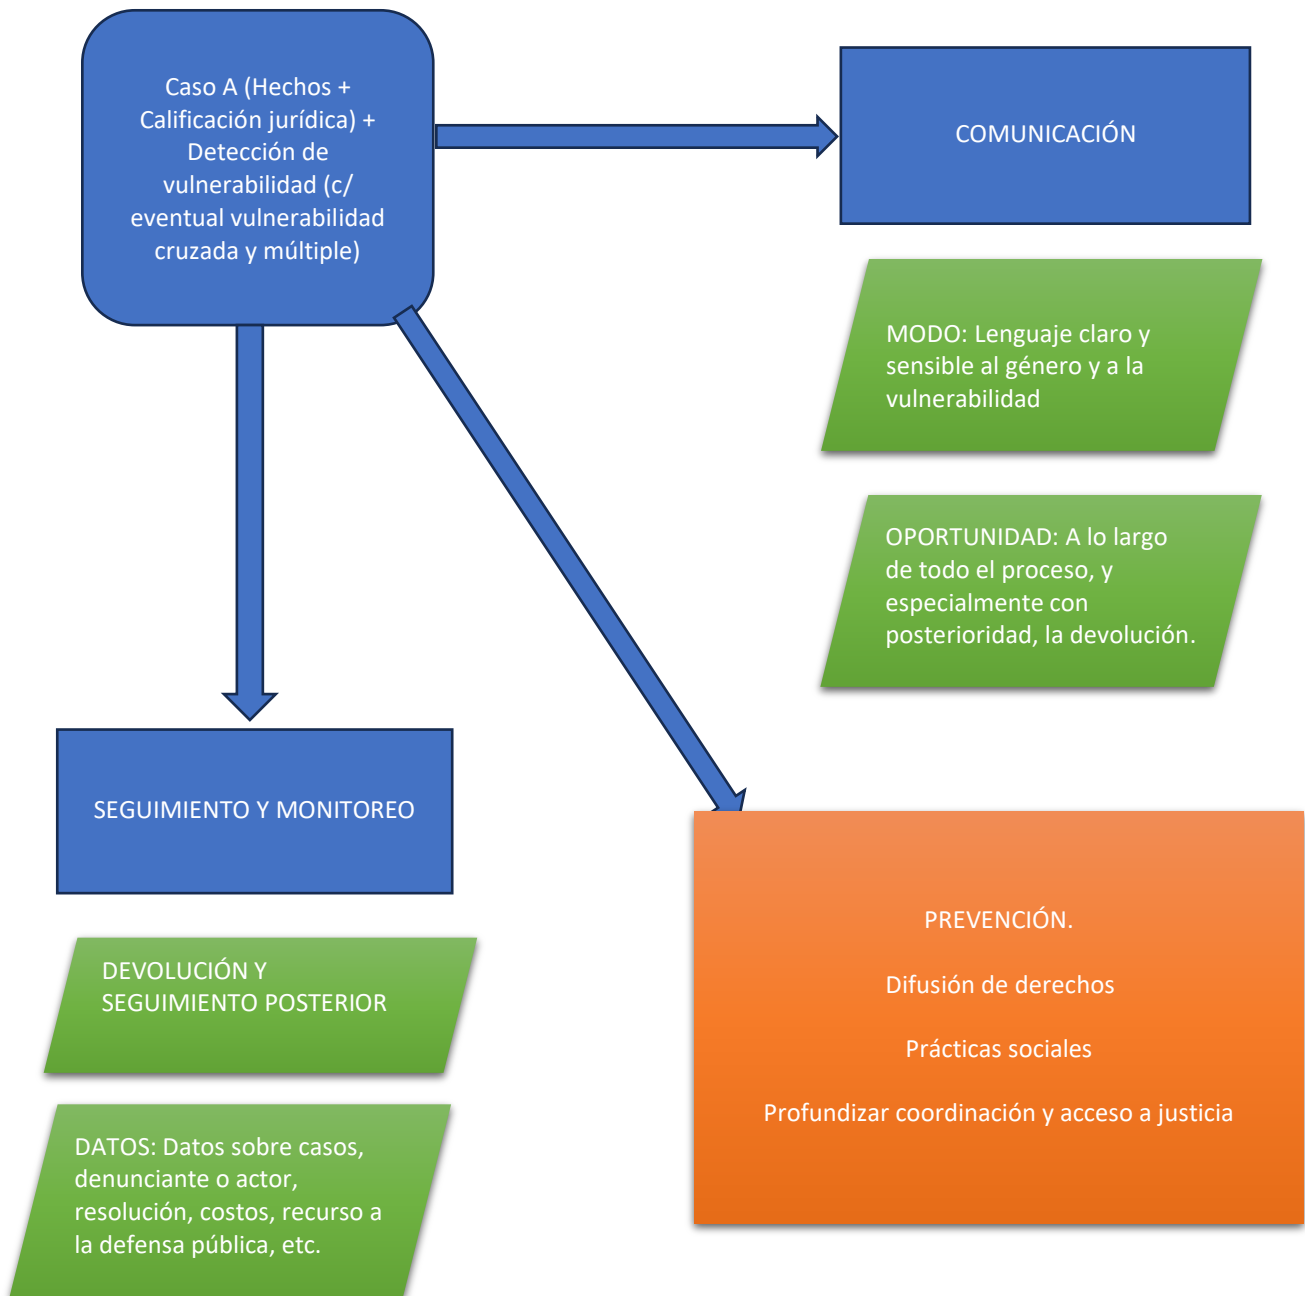 Caso A (Hechos +
Calificación jurídica) +
Detección de
vulnerabilidad (c/
eventual vulnerabilidad
cruzada y múltiple)
COMUNICACIÓN
MODO: Lenguaje claro y
sensible al género y a la
vulnerabilidad
OPORTUNIDAD: A lo largo
de todo el proceso, y
especialmente con
posterioridad, la devolución.
SEGUIMIENTO Y MONITOREO
DEVOLUCIÓN Y
SEGUIMIENTO POSTERIOR
DATOS: Datos sobre casos,
denunciante o actor,
resolución, costos, recurso a
la defensa pública, etc.
PREVENCIÓN.
Difusión de derechos
Prácticas sociales
Profundizar coordinación y acceso a justicia